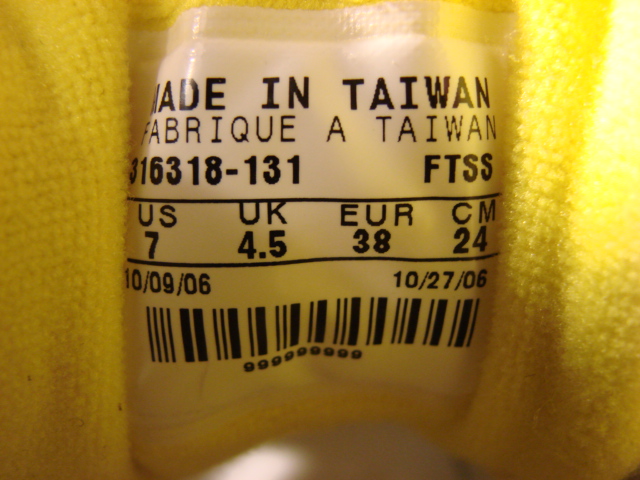 MADE IN TAIWAN
FABRIQUE A TAIWAN
316318-131 FTSS
US UK EUR CM
7 4.5 38 24
10/09/06 10/27/06
999999999